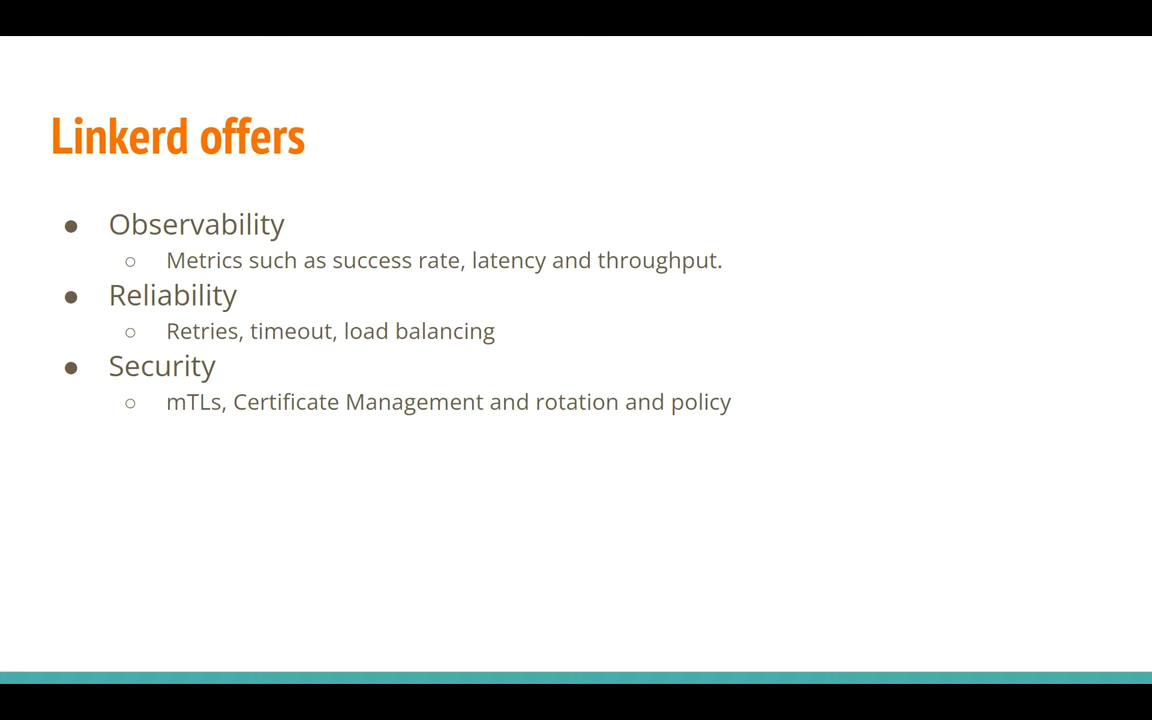 Linkerd offers
● Observability
○ Metrics such as success rate, latency and throughput.
● Reliability
○ Retries, timeout, load balancing
● Security
○ mTLs, Certificate Management and rotation and policy